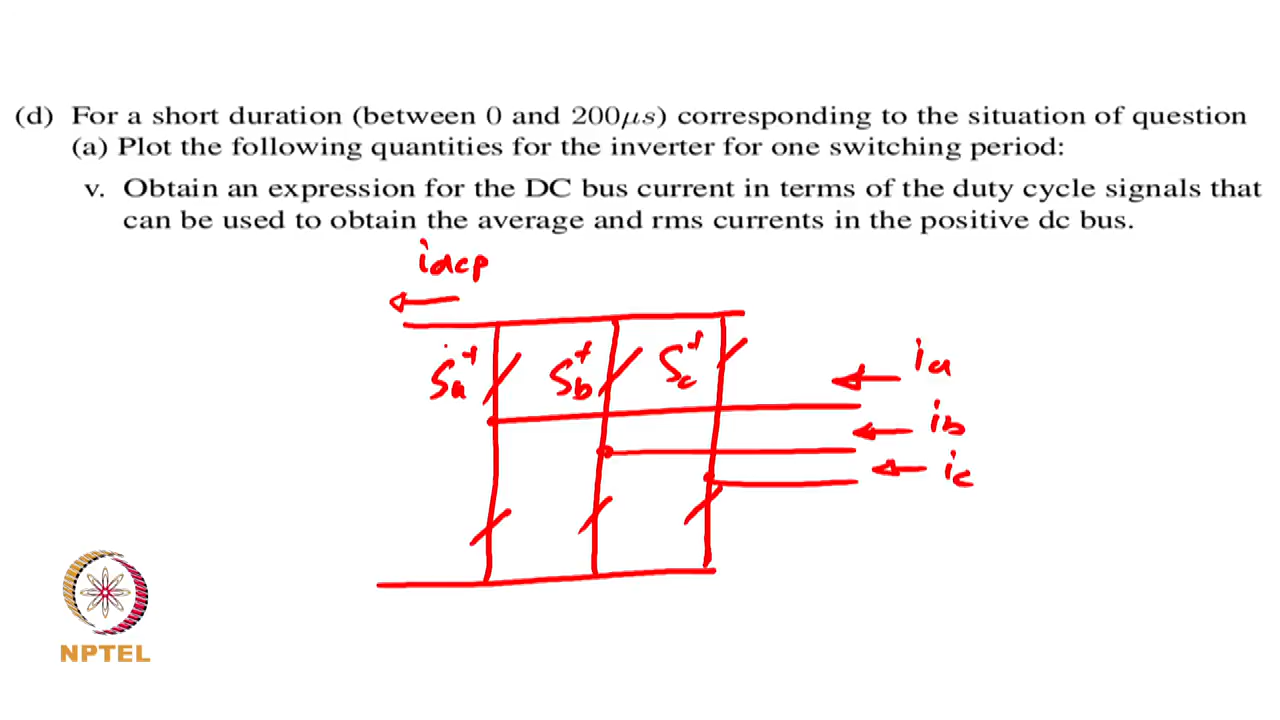 (d) For a short duration (between 0 and 200μs) corresponding to the situation of question
(a) Plot the following quantities for the inverter for one switching period:
v. Obtain an expression for the DC bus current in terms of the duty cycle signals that
can be used to obtain the average and rms currents in the positive dc bus.
idcp
Sa+ Sb+ Sc+
ia
ib
ic
NPTEL